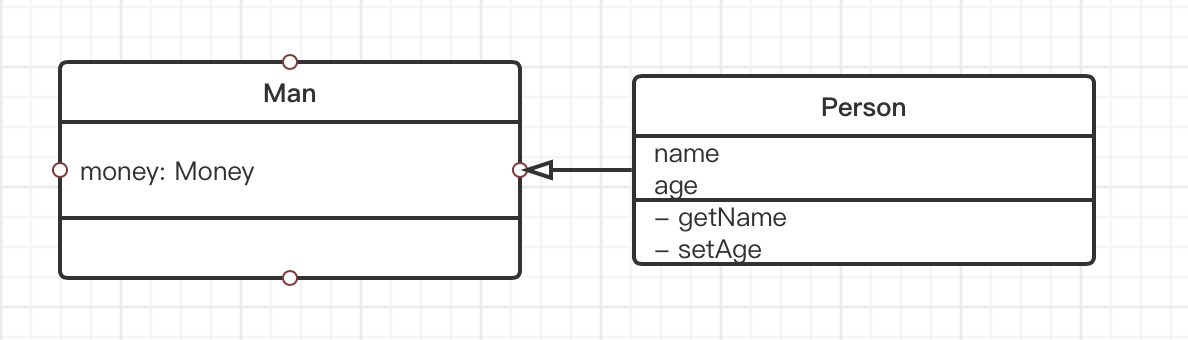 Man
money: Money
Person
name
age
– getName
– setAge